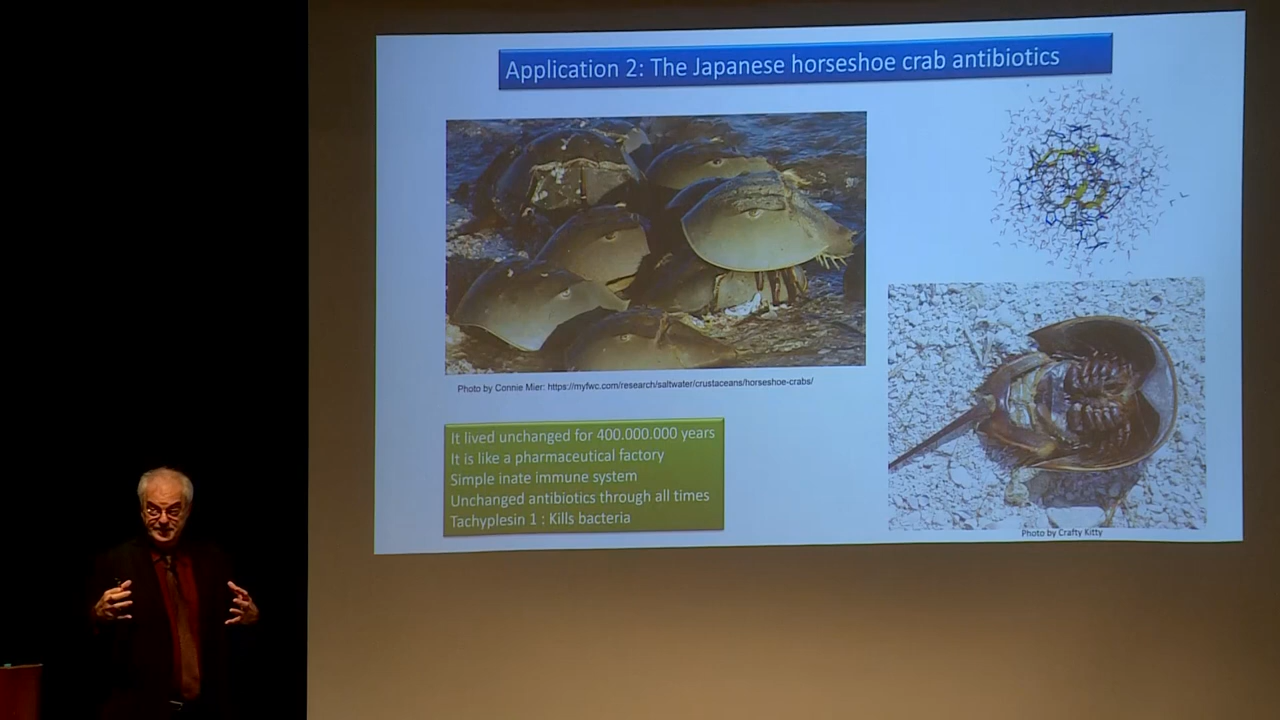 Application 2: The Japanese horseshoe crab antibiotics
Photo by Connie Mier: https://myfwc.com/research/saltwater/crustaceans/horseshoe-crabs/
It lived unchanged for 400.000.000 years
It is like a pharmaceutical factory
Simple inate immune system
Unchanged antibiotics through all times
Tachyplesin 1 : Kills bacteria
Photo by Crafty Kitty